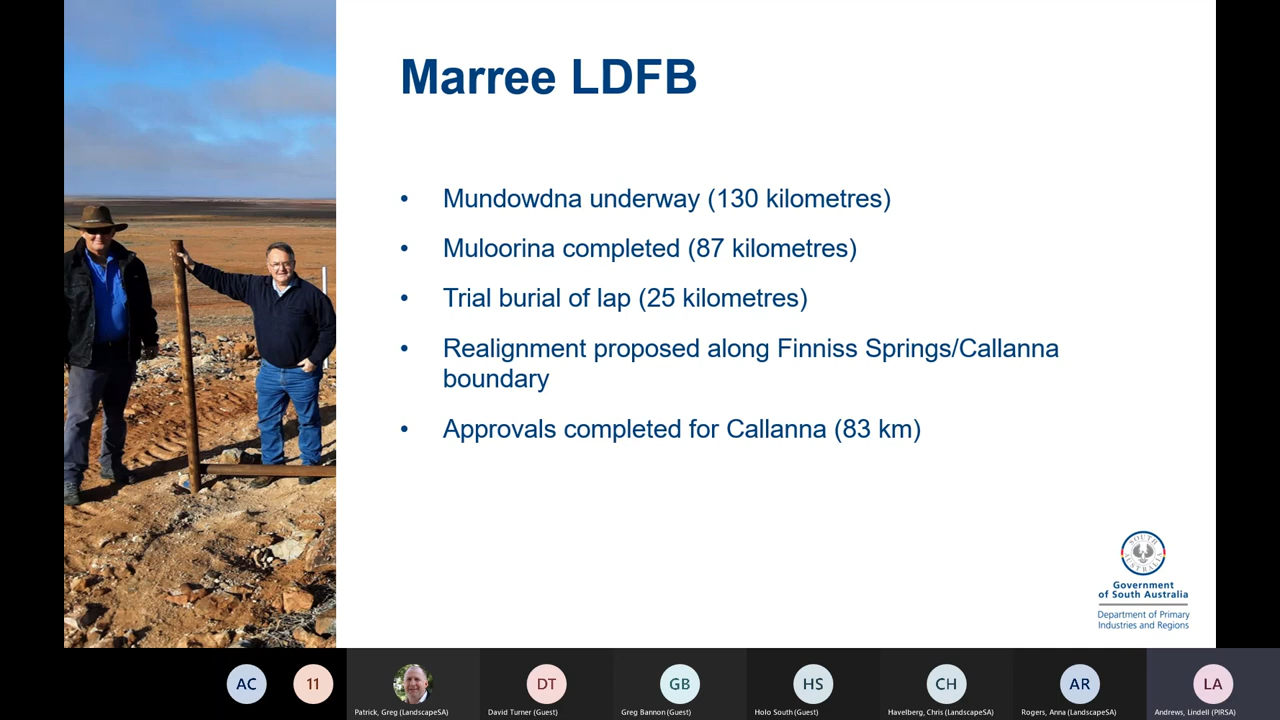 Marree LDFB
• Mundowdna underway (130 kilometres)
• Muloorina completed (87 kilometres)
• Trial burial of lap (25 kilometres)
• Realignment proposed along Finniss Springs/Callanna
boundary
• Approvals completed for Callanna (83 km)
SOUTH
AUSTRALIA
Government
of South Australia
Department of Primary
Industries and Regions
AC
11
DT
GB
HS
CH
AR
LA
Patrick, Greg (LandscapeSA)
David Turner (Guest)
Greg Bannon (Guest)
Holo South (Guest)
Havelberg, Chris (LandscapeSA)
Rogers, Anna (LandscapeSA)
Andrews, Lindell (PIRSA)